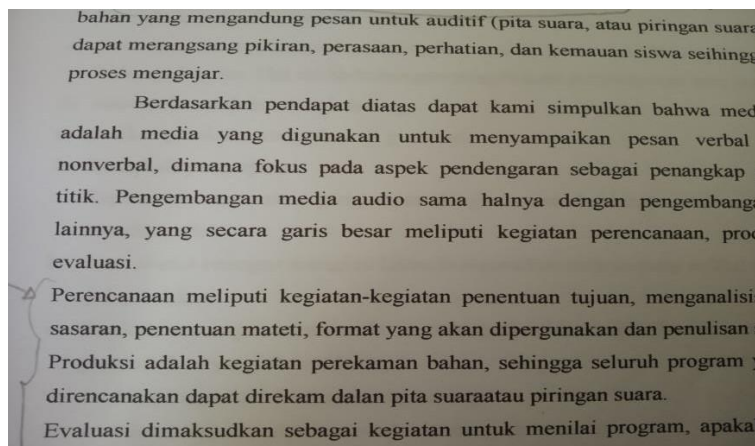 bahan yang mengandung pesan untuk auditif (pita suara, atau piringan suara
dapat merangsang pikiran, perasaan, perhatian, dan kemauan siswa seihingg
proses mengajar.
Berdasarkan pendapat diatas dapat kami simpulkan bahwa med
adalah media yang digunakan untuk menyampaikan pesan verbal
nonverbal, dimana fokus pada aspek pendengaran sebagai penangkap
titik. Pengembangan media audio sama halnya dengan pengembanga
lainnya, yang secara garis besar meliputi kegiatan perencanaan, prod
evaluasi.
Perencanaan meliputi kegiatan-kegiatan penentuan tujuan, menganalisi
sasaran, penentuan mateti, format yang akan dipergunakan dan penulisan
Produksi adalah kegiatan perekaman bahan, sehingga seluruh program
direncanakan dapat direkam dalan pita suaraatau piringan suara.
Evaluasi dimaksudkan sebagai kegiatan untuk menilai program, apaka